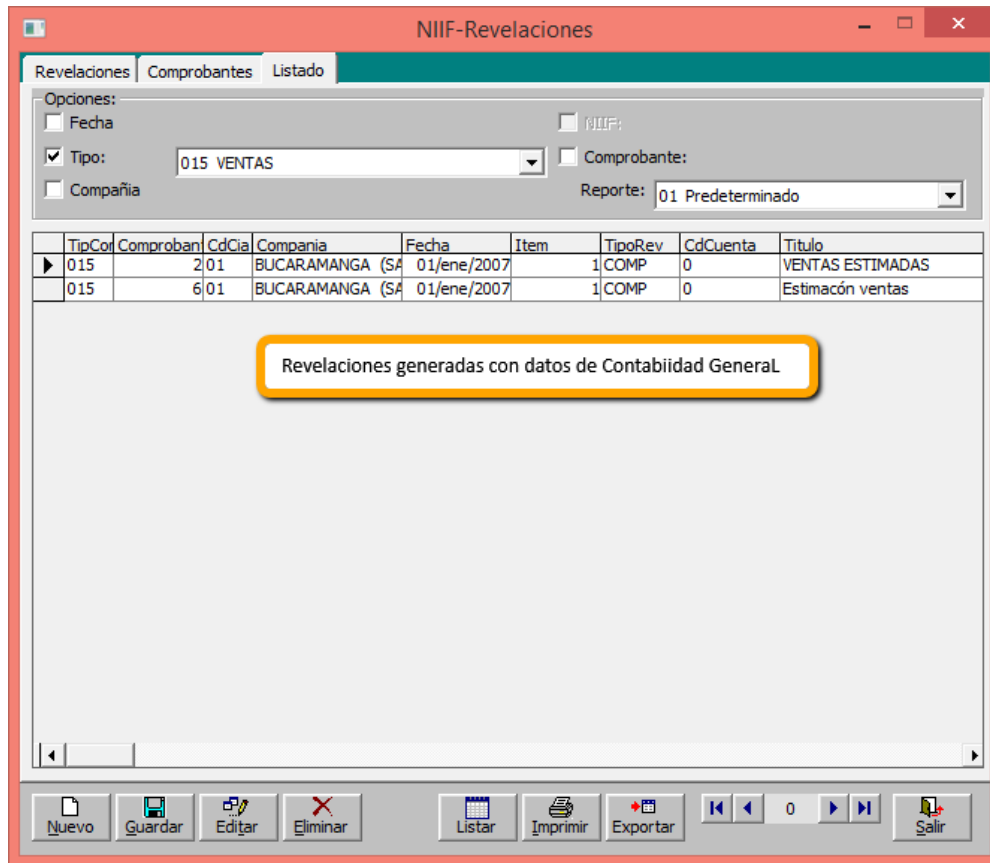 NIIF-Revelaciones
Revelaciones Comprobantes Listado
Opciones:
Fecha NIIF:
Tipo: 015 VENTAS Comprobante:
Compañia Reporte: 01 Predeterminado
TipCor Comproban CdCia Compania Fecha Item TipoRev CdCuenta Titulo
015 2 01 BUCARAMANGA (SA 01/ene/2007 1 COMP 0 VENTAS ESTIMADAS
015 6 01 BUCARAMANGA (SA 01/ene/2007 1 COMP 0 Estimacón ventas
Revelaciones generadas con datos de Contabiidad GeneraL
Nuevo Guardar Editar Eliminar Listar Imprimir Exportar 0 Salir